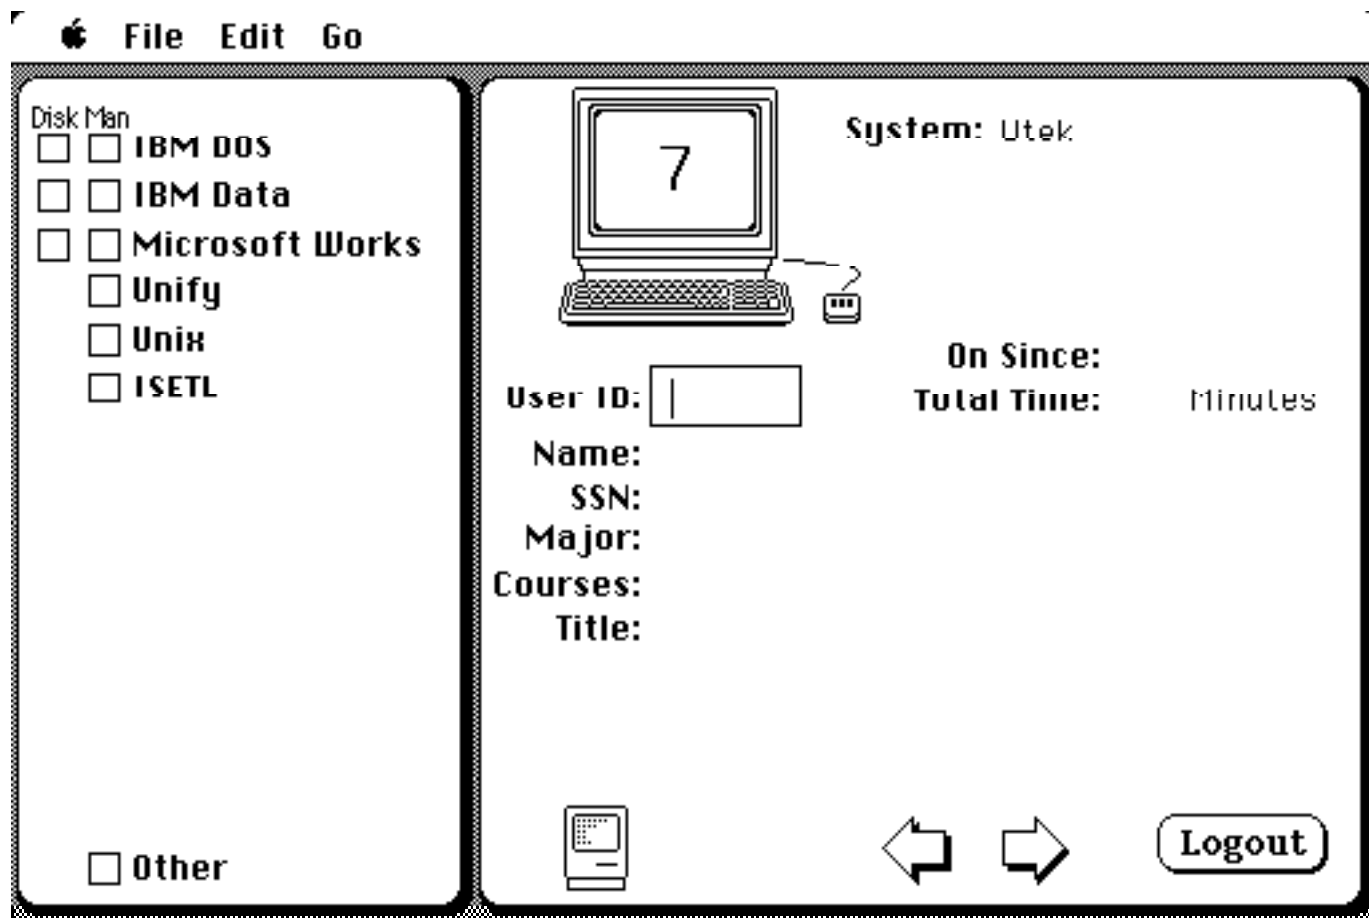 File Edit Go
Disk Man
IBM DOS
IBM Data
Microsoft Works
Unify
Unix
ISETL
Other
7
System: Utek
On Since:
User ID:
Total Time: Minutes
Name:
SSN:
Major:
Courses:
Title:
Logout